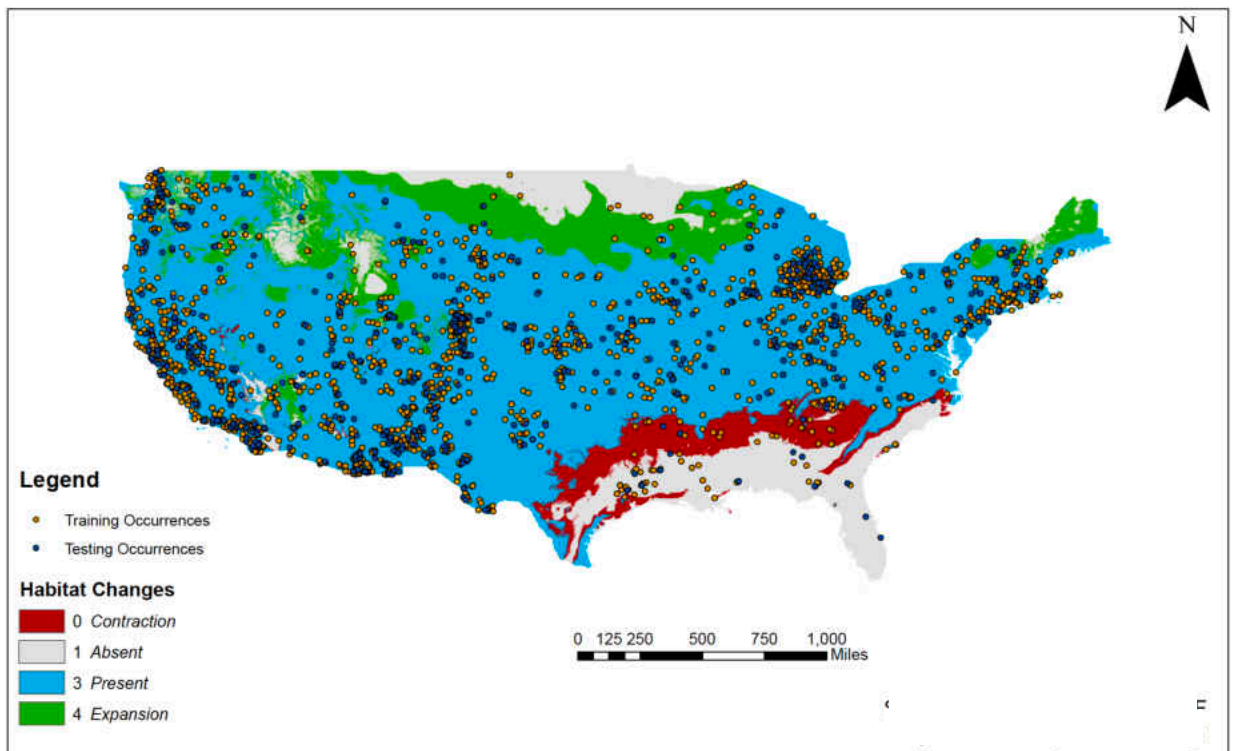 N
Legend
Training Occurrences
Testing Occurrences
Habitat Changes
0 Contraction
1 Absent
3 Present
4 Expansion
0 125 250 500 750 1,000
Miles